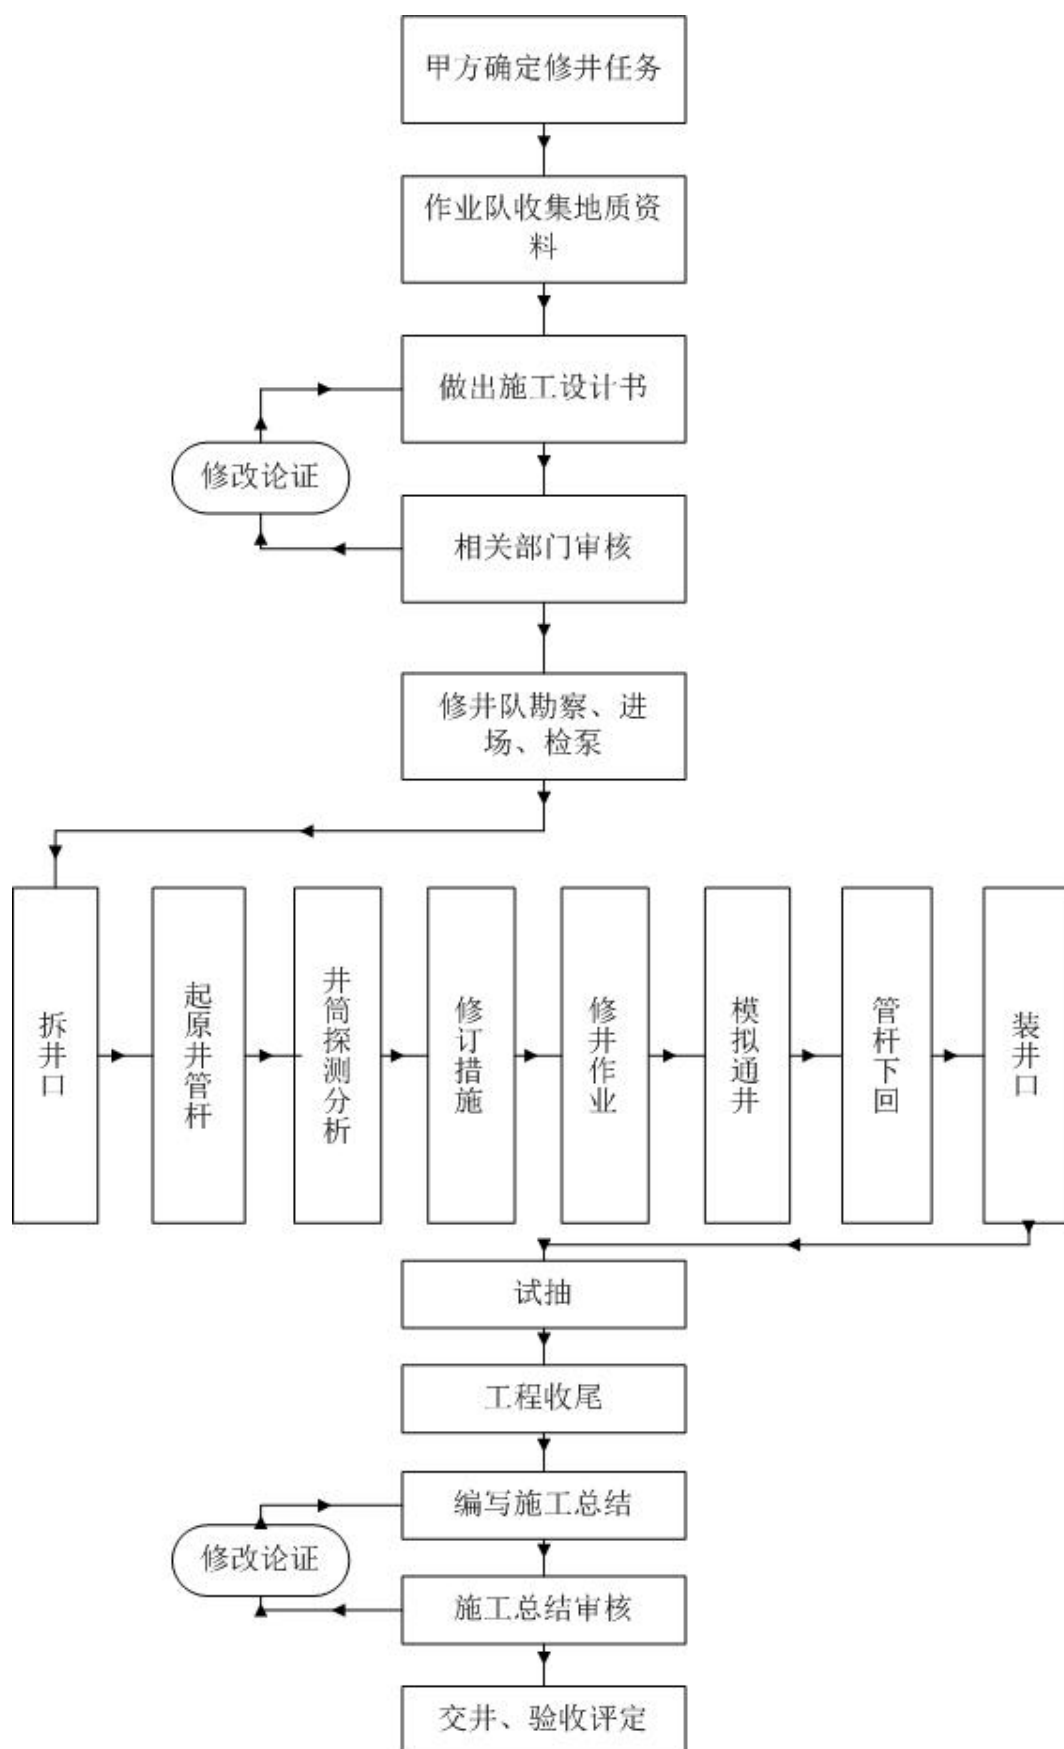 甲方确定修井任务
作业队收集地质资
料
做出施工设计书
修改论证
相关部门审核
修井队勘察、进
场、检泵
拆井口
起原井管杆
井筒探测分析
修订措施
修井作业
模拟通井
管杆下回
装井口
试抽
工程收尾
编写施工总结
修改论证
施工总结审核
交井、验收评定